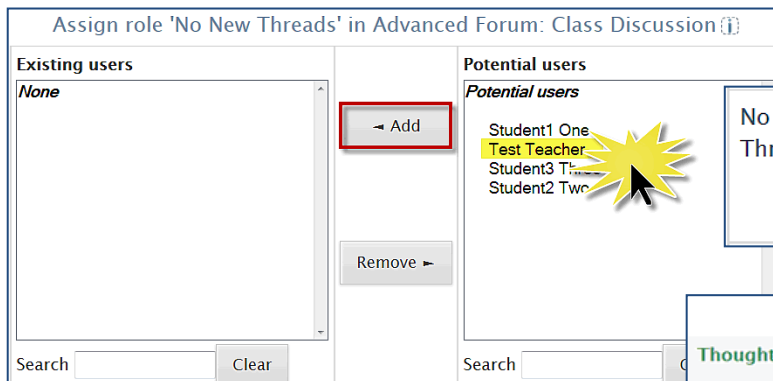 Assign role 'No New Threads' in Advanced Forum: Class Discussion
Existing users
None
Add
Remove
Search
Clear
Potential users
Potential users
Student1 One
Test Teacher
Student3
Student2 Two
Search
No
Thought